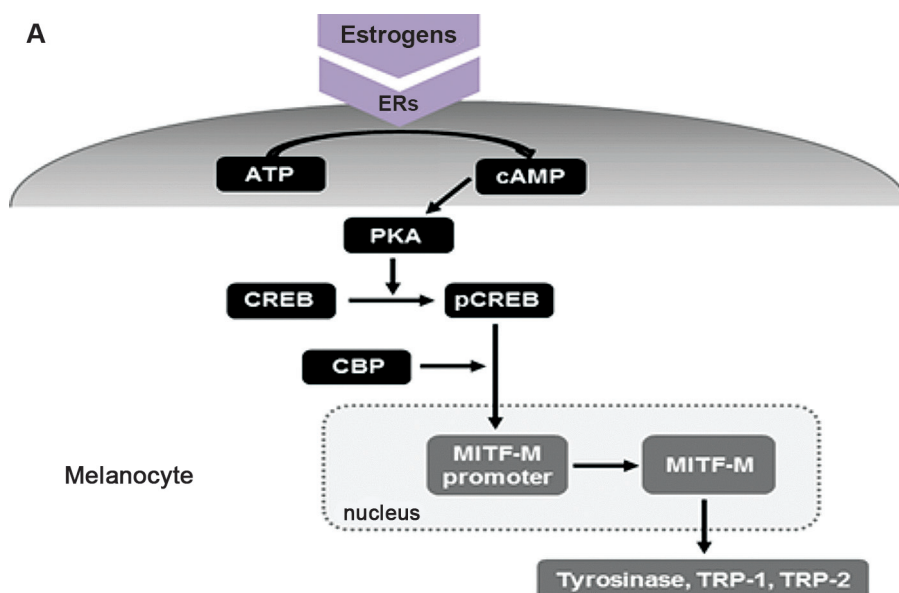 A
Estrogens
ERs
ATP
cAMP
PKA
CREB
pCREB
CBP
MITF-M
promoter
MITF-M
Melanocyte
nucleus
Tyrosinase, TRP-1, TRP-2